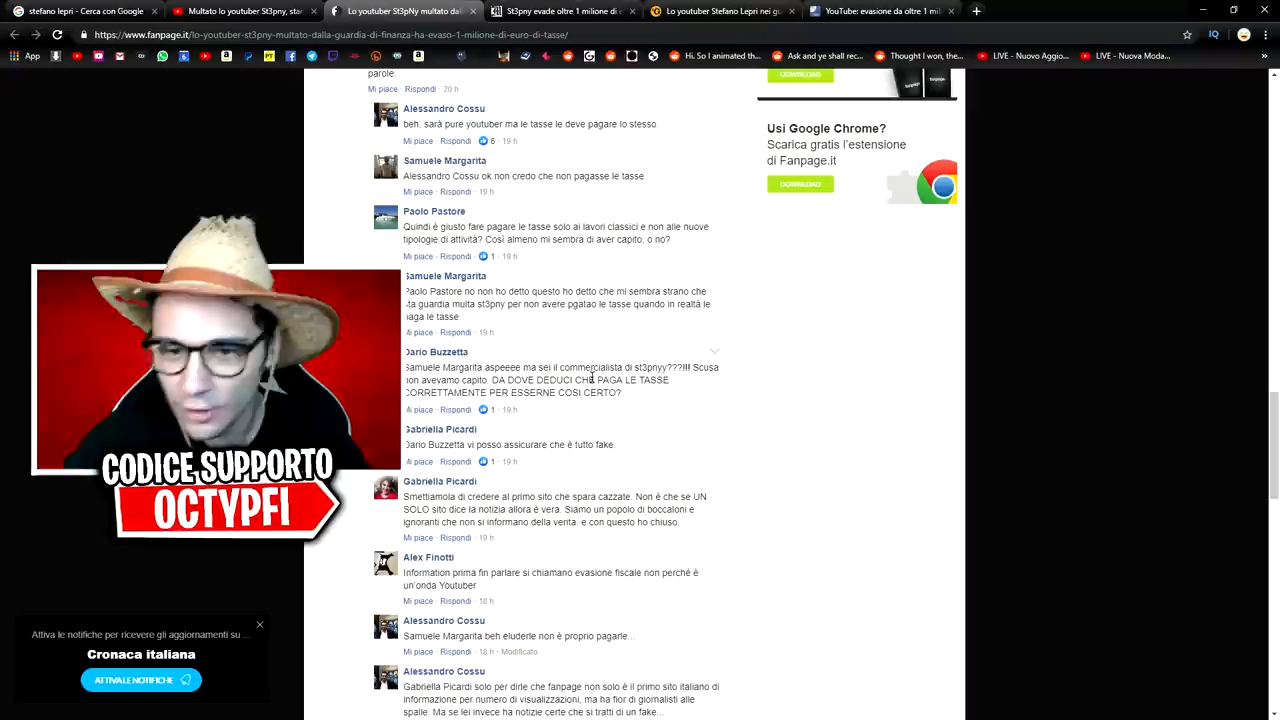 stefano lepri - Cerca con Google
Multato lo youtuber St3pny, sta
Lo youtuber St3pNy multato dal
St3pny evade oltre 1 milione di e
Lo youtuber Stefano Lepri nei gu
YouTube: evasione da oltre 1 mil
https://www.fanpage.it/lo-youtuber-st3pny-multato-dalla-guardia-di-finanza-ha-evaso-1-milione-di-euro-di-tasse/
App
Hi, So I animated th...
Ask and ye shall rec...
Thought I won, the...
LIVE - Nuovo Aggio...
LIVE - Nuova Moda...
parole.
Mi piace · Rispondi · 20 h
Alessandro Cossu
beh, sarà pure youtuber ma le tasse le deve pagare lo stesso.
Mi piace · Rispondi · 6 · 19 h
Samuele Margarita
Alessandro Cossu ok non credo che non pagasse le tasse
Mi piace · Rispondi · 19 h
Paolo Pastore
Quindi è giusto fare pagare le tasse solo ai lavori classici e non alle nuove
tipologie di attività? Così almeno mi sembra di aver capito, o no?
Mi piace · Rispondi · 1 · 19 h
Samuele Margarita
Paolo Pastore no non ho detto questo ho detto che mi sembra strano che
sta guardia multa st3pny per non avere pgatao le tasse quando in realtà le
paga le tasse
Mi piace · Rispondi · 19 h
Dario Buzzetta
Samuele Margarita aspeeee ma sei il commercialista di st3pnyy???!!! Scusa
non avevamo capito. DA DOVE DEDUCI CHE PAGA LE TASSE
CORRETTAMENTE PER ESSERNE COSI CERTO?
Mi piace · Rispondi · 1 · 19 h
Gabriella Picardi
Dario Buzzetta vi posso assicurare che è tutto fake.
Mi piace · Rispondi · 1 · 19 h
Gabriella Picardi
Smettiamola di credere al primo sito che spara cazzate. Non è che se UN
SOLO sito dice la notizia allora è vera. Siamo un popolo di boccaloni e
ignoranti che non si informano della verita. e con questo ho chiuso.
Mi piace · Rispondi · 19 h
Alex Finotti
Information prima fin parlare si chiamano evasione fiscale non perché è
un'onda Youtuber
Mi piace · Rispondi · 18 h
Alessandro Cossu
Samuele Margarita beh eluderle non è proprio pagarle...
Mi piace · Rispondi · 18 h · Modificato
Alessandro Cossu
Gabriella Picardi solo per dirle che fanpage non solo è il primo sito italiano di
informazione per numero di visualizzazioni, ma ha fior di giornalisti alle
spalle. Ma se lei invece ha notizie certe che si tratti di un fake...
DOWNLOAD
Usi Google Chrome?
Scarica gratis l'estensione
di Fanpage.it
DOWNLOAD
CODICE SUPPORTO
OCTYPFI
Attiva le notifiche per ricevere gli aggiornamenti su ...
Cronaca italiana
ATTIVA LE NOTIFICHE